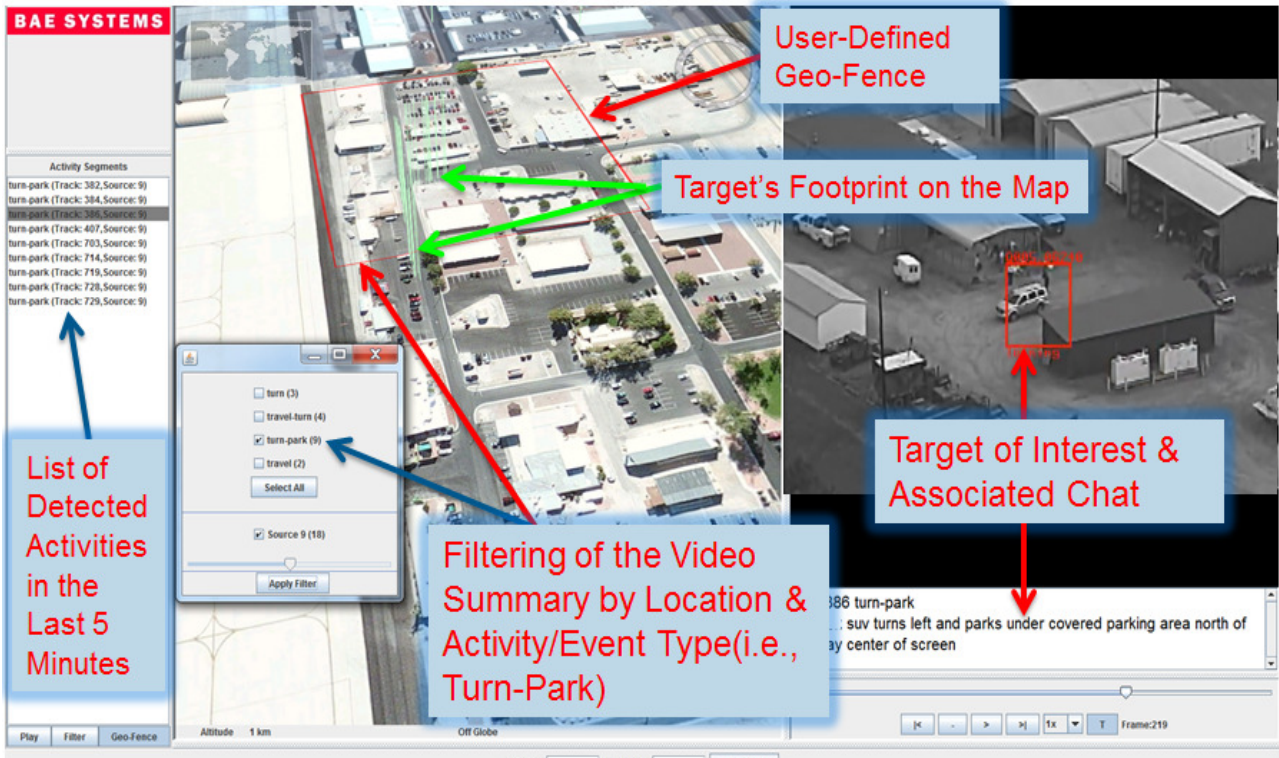 BAE SYSTEMS
Activity Segments
turn-park (Track: 382,Source: 9)
turn-park (Track: 384,Source: 9)
turn-park (Track: 386,Source: 9)
turn-park (Track: 407,Source: 9)
turn-park (Track: 703,Source: 9)
turn-park (Track: 714,Source: 9)
turn-park (Track: 719,Source: 9)
turn-park (Track: 728,Source: 9)
turn-park (Track: 729,Source: 9)
List of
Detected
Activities
in the
Last 5
Minutes
Play
Filter
Geo-Fence
User-Defined
Geo-Fence
Target's Footprint on the Map
turn (3)
travel-turn (4)
turn-park (9)
travel (2)
Select All
Source 9 (18)
Apply Filter
Filtering of the Video
Summary by Location &
Activity/Event Type(i.e.,
Turn-Park)
Altitude 1 km
Off Globe
Target of Interest &
Associated Chat
86 turn-park
: suv turns left and parks under covered parking area north of
center of screen
|<
-
>
>|
1x
T
Frame:219